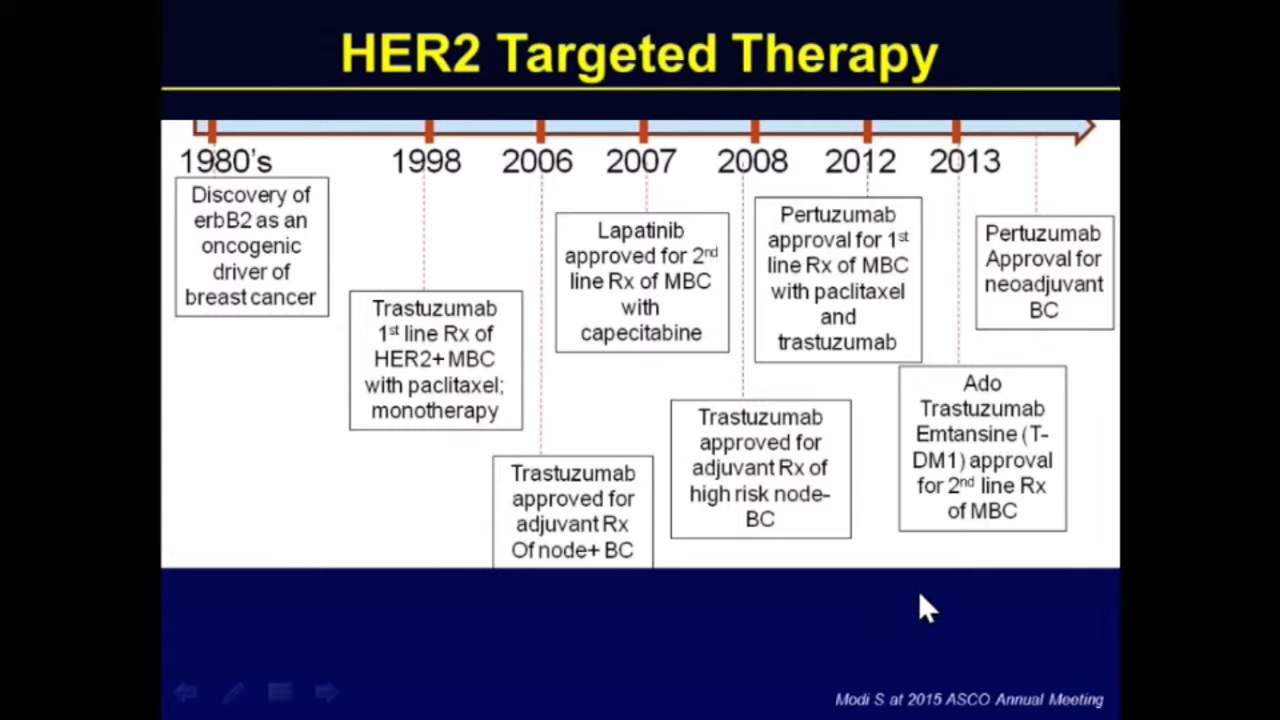 HER2 Targeted Therapy
1980's
1998
2006
2007
2008
2012
2013
Discovery of
erbB2 as an
oncogenic
driver of
breast cancer
Trastuzumab
1st line Rx of
HER2+ MBC
with paclitaxel;
monotherapy
Trastuzumab
approved for
adjuvant Rx
Of node+ BC
Lapatinib
approved for 2nd
line Rx of MBC
with
capecitabine
Trastuzumab
approved for
adjuvant Rx of
high risk node-
BC
Pertuzumab
approval for 1st
line Rx of MBC
with paclitaxel
and
trastuzumab
Ado
Trastuzumab
Emtansine (T-
DM1) approval
for 2nd line Rx
of MBC
Pertuzumab
Approval for
neoadjuvant
BC
Modi S at 2015 ASCO Annual Meeting